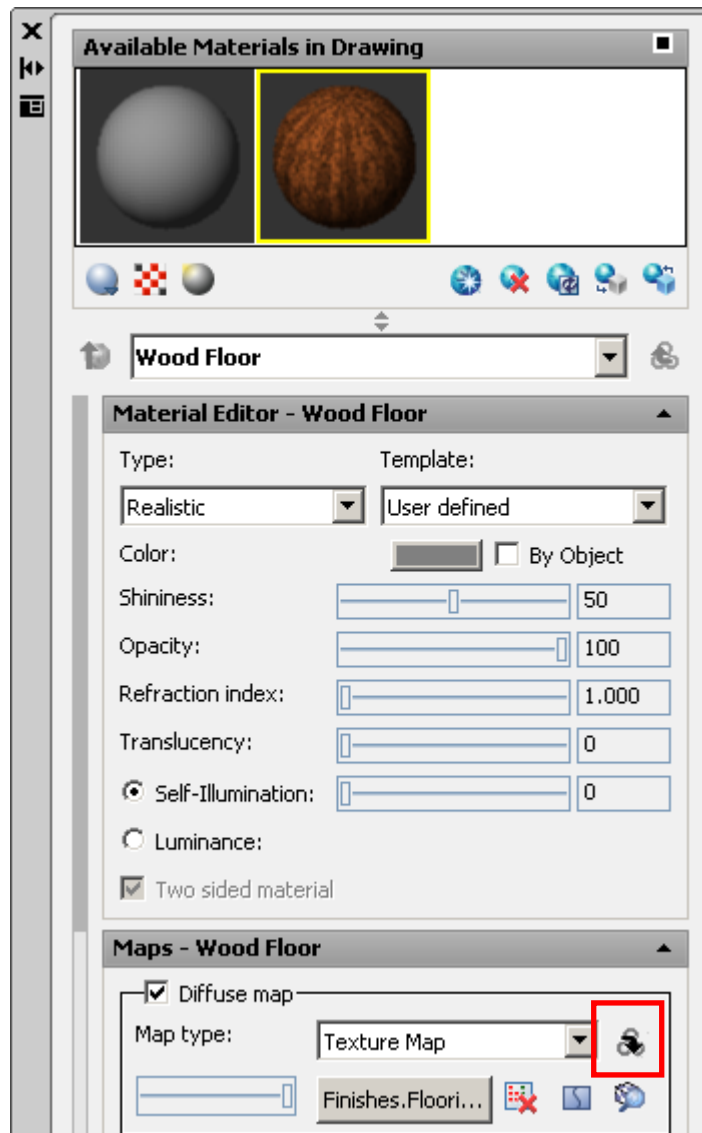 Available Materials in Drawing
Wood Floor
Material Editor - Wood Floor
Type: Template:
Realistic User defined
Color: By Object
Shininess: 50
Opacity: 100
Refraction index: 1.000
Translucency: 0
Self-Illumination: 0
Luminance:
Two sided material
Maps - Wood Floor
Diffuse map
Map type: Texture Map
Finishes.Floori...